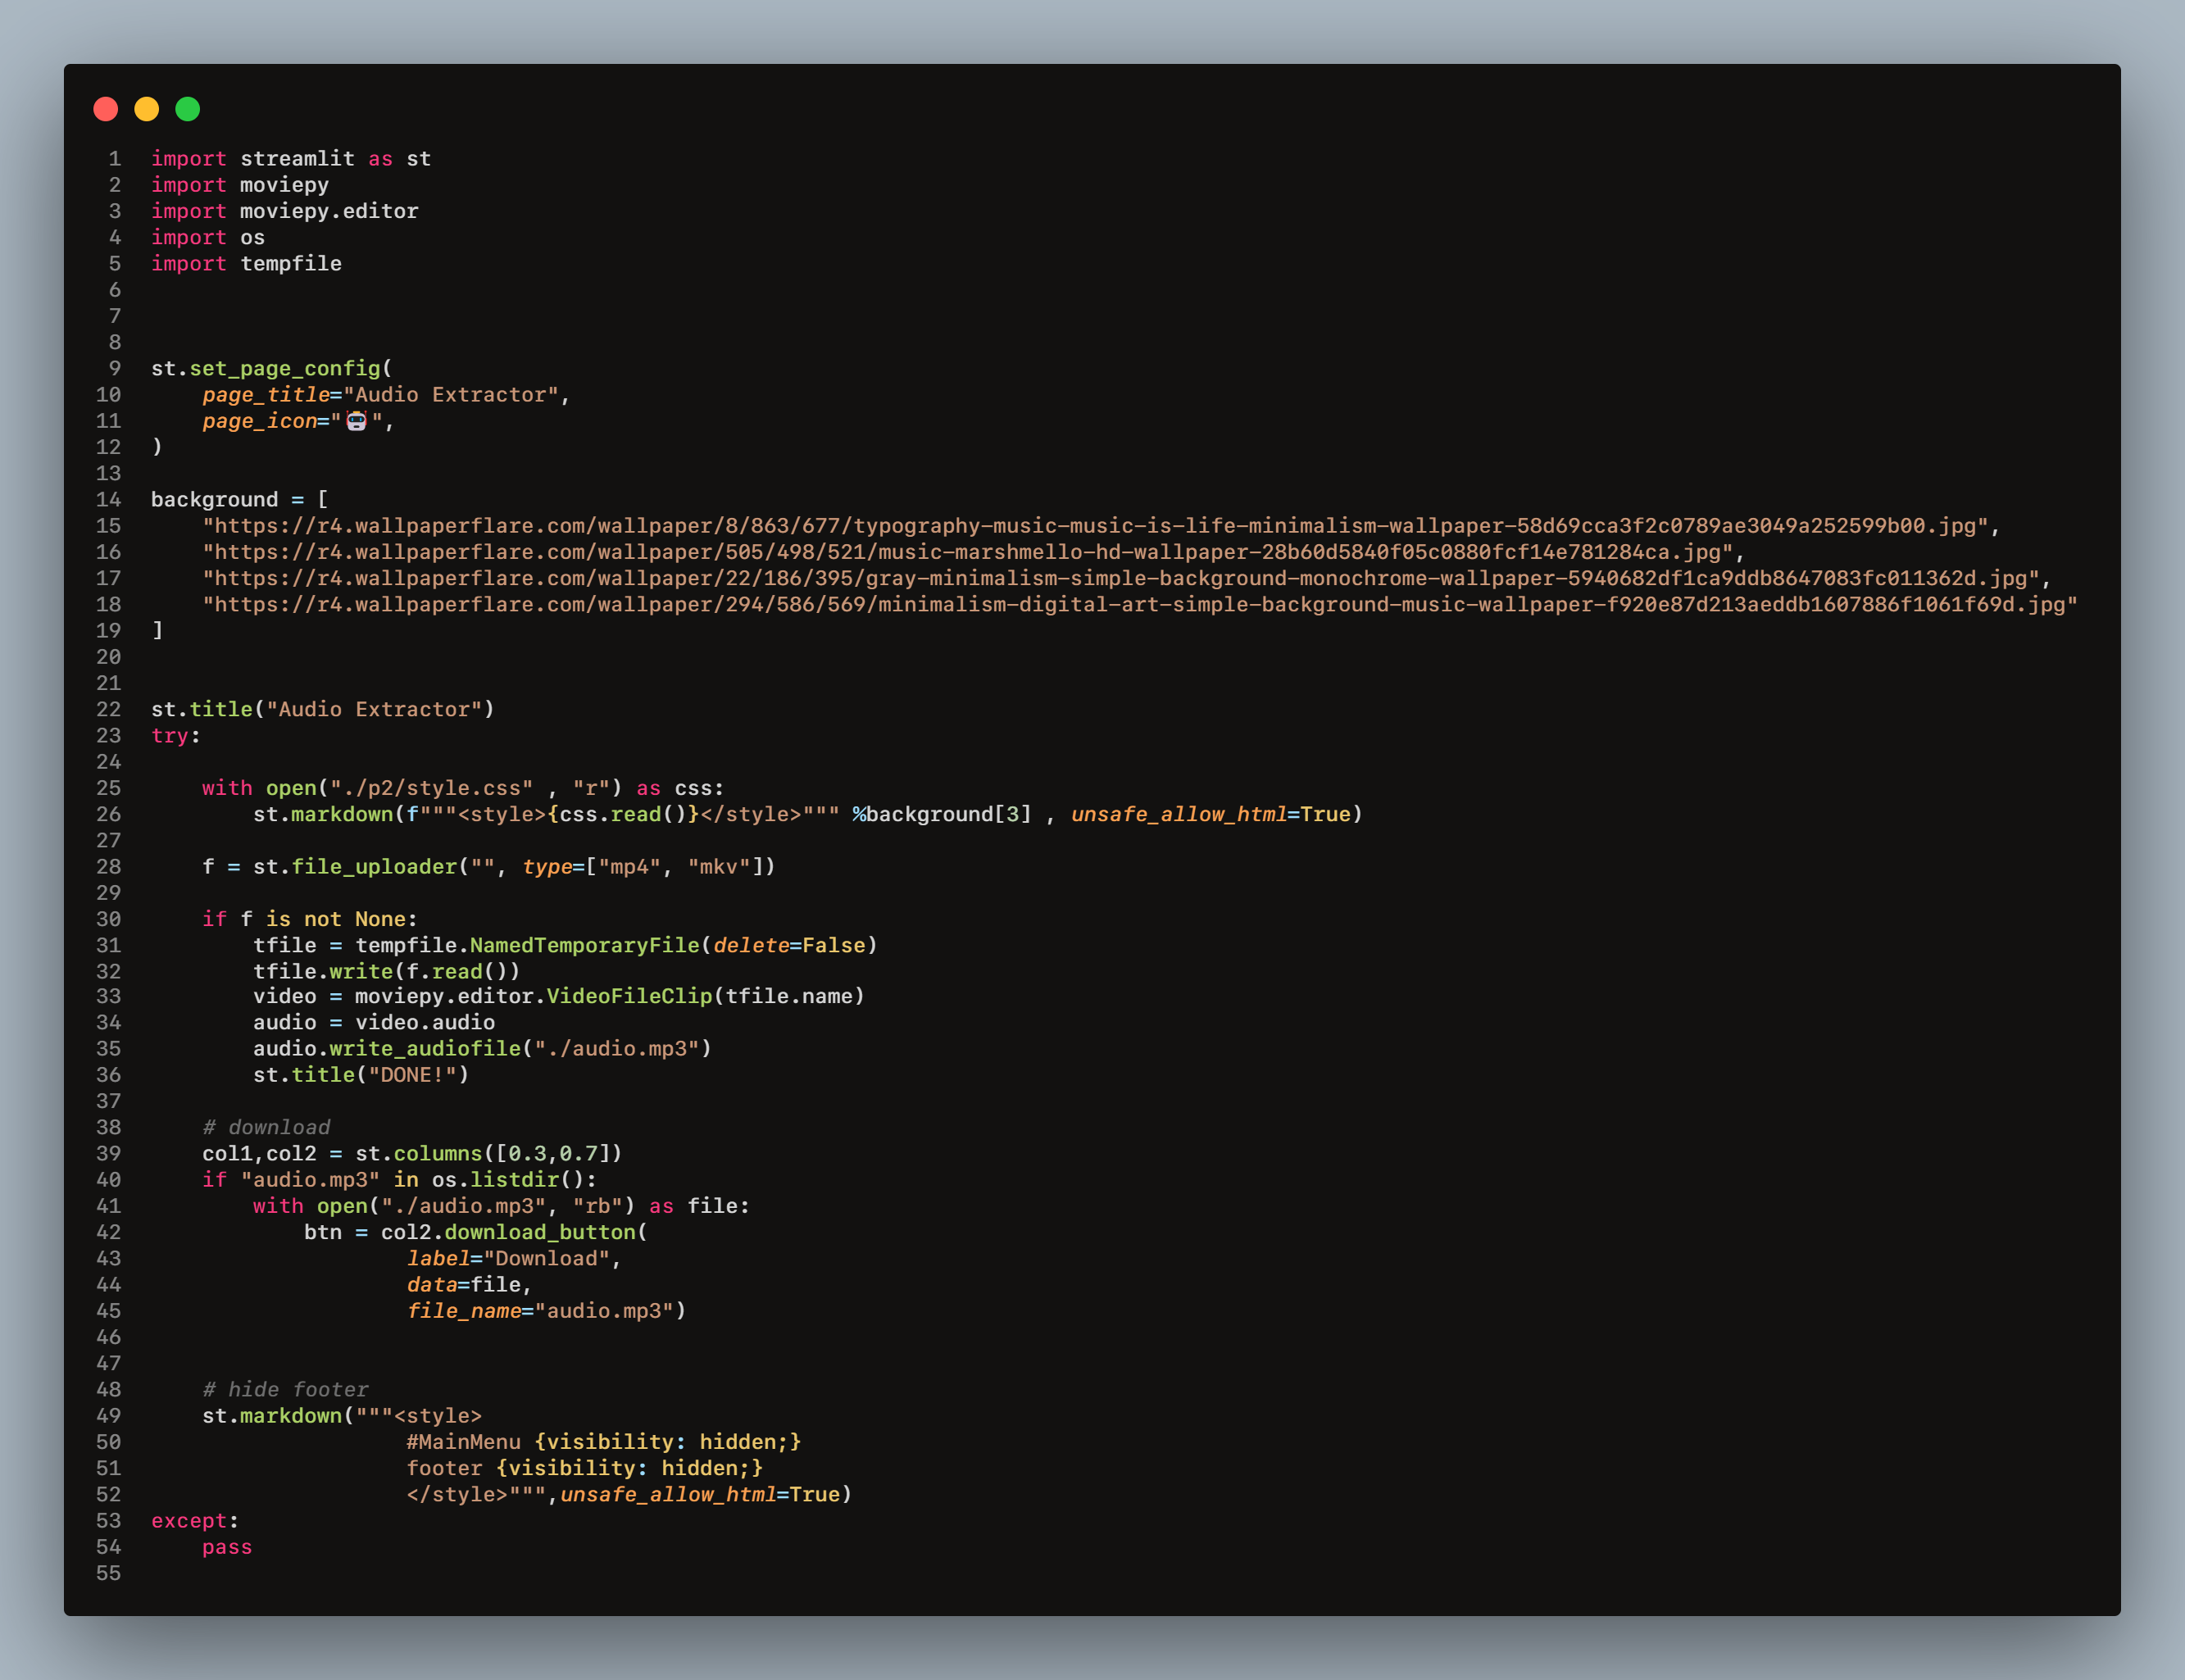 1 import streamlit as st
2 import moviepy
3 import moviepy.editor
4 import os
5 import tempfile
6
7
8
9 st.set_page_config(
10     page_title="Audio Extractor",
11     page_icon="🤖",
12 )
13
14 background = [
15     "https://r4.wallpaperflare.com/wallpaper/8/863/677/typography-music-music-is-life-minimalism-wallpaper-58d69cca3f2c0789ae3049a252599b00.jpg",
16     "https://r4.wallpaperflare.com/wallpaper/505/498/521/music-marshmello-hd-wallpaper-28b60d5840f05c0880fcf14e781284ca.jpg",
17     "https://r4.wallpaperflare.com/wallpaper/22/186/395/gray-minimalism-simple-background-monochrome-wallpaper-5940682df1ca9ddb8647083fc011362d.jpg",
18     "https://r4.wallpaperflare.com/wallpaper/294/586/569/minimalism-digital-art-simple-background-music-wallpaper-f920e87d213aeddb1607886f1061f69d.jpg"
19 ]
20
21
22 st.title("Audio Extractor")
23 try:
24
25     with open("./p2/style.css" , "r") as css:
26         st.markdown(f"""<style>{css.read()}</style>""" %background[3] , unsafe_allow_html=True)
27
28     f = st.file_uploader("", type=["mp4", "mkv"])
29
30     if f is not None:
31         tfile = tempfile.NamedTemporaryFile(delete=False)
32         tfile.write(f.read())
33         video = moviepy.editor.VideoFileClip(tfile.name)
34         audio = video.audio
35         audio.write_audiofile("./audio.mp3")
36         st.title("DONE!")
37
38     # download
39     col1,col2 = st.columns([0.3,0.7])
40     if "audio.mp3" in os.listdir():
41         with open("./audio.mp3", "rb") as file:
42             btn = col2.download_button(
43                     label="Download",
44                     data=file,
45                     file_name="audio.mp3")
46
47
48     # hide footer
49     st.markdown("""<style>
50                     #MainMenu {visibility: hidden;}
51                     footer {visibility: hidden;}
52                     </style>""",unsafe_allow_html=True)
53 except:
54     pass
55